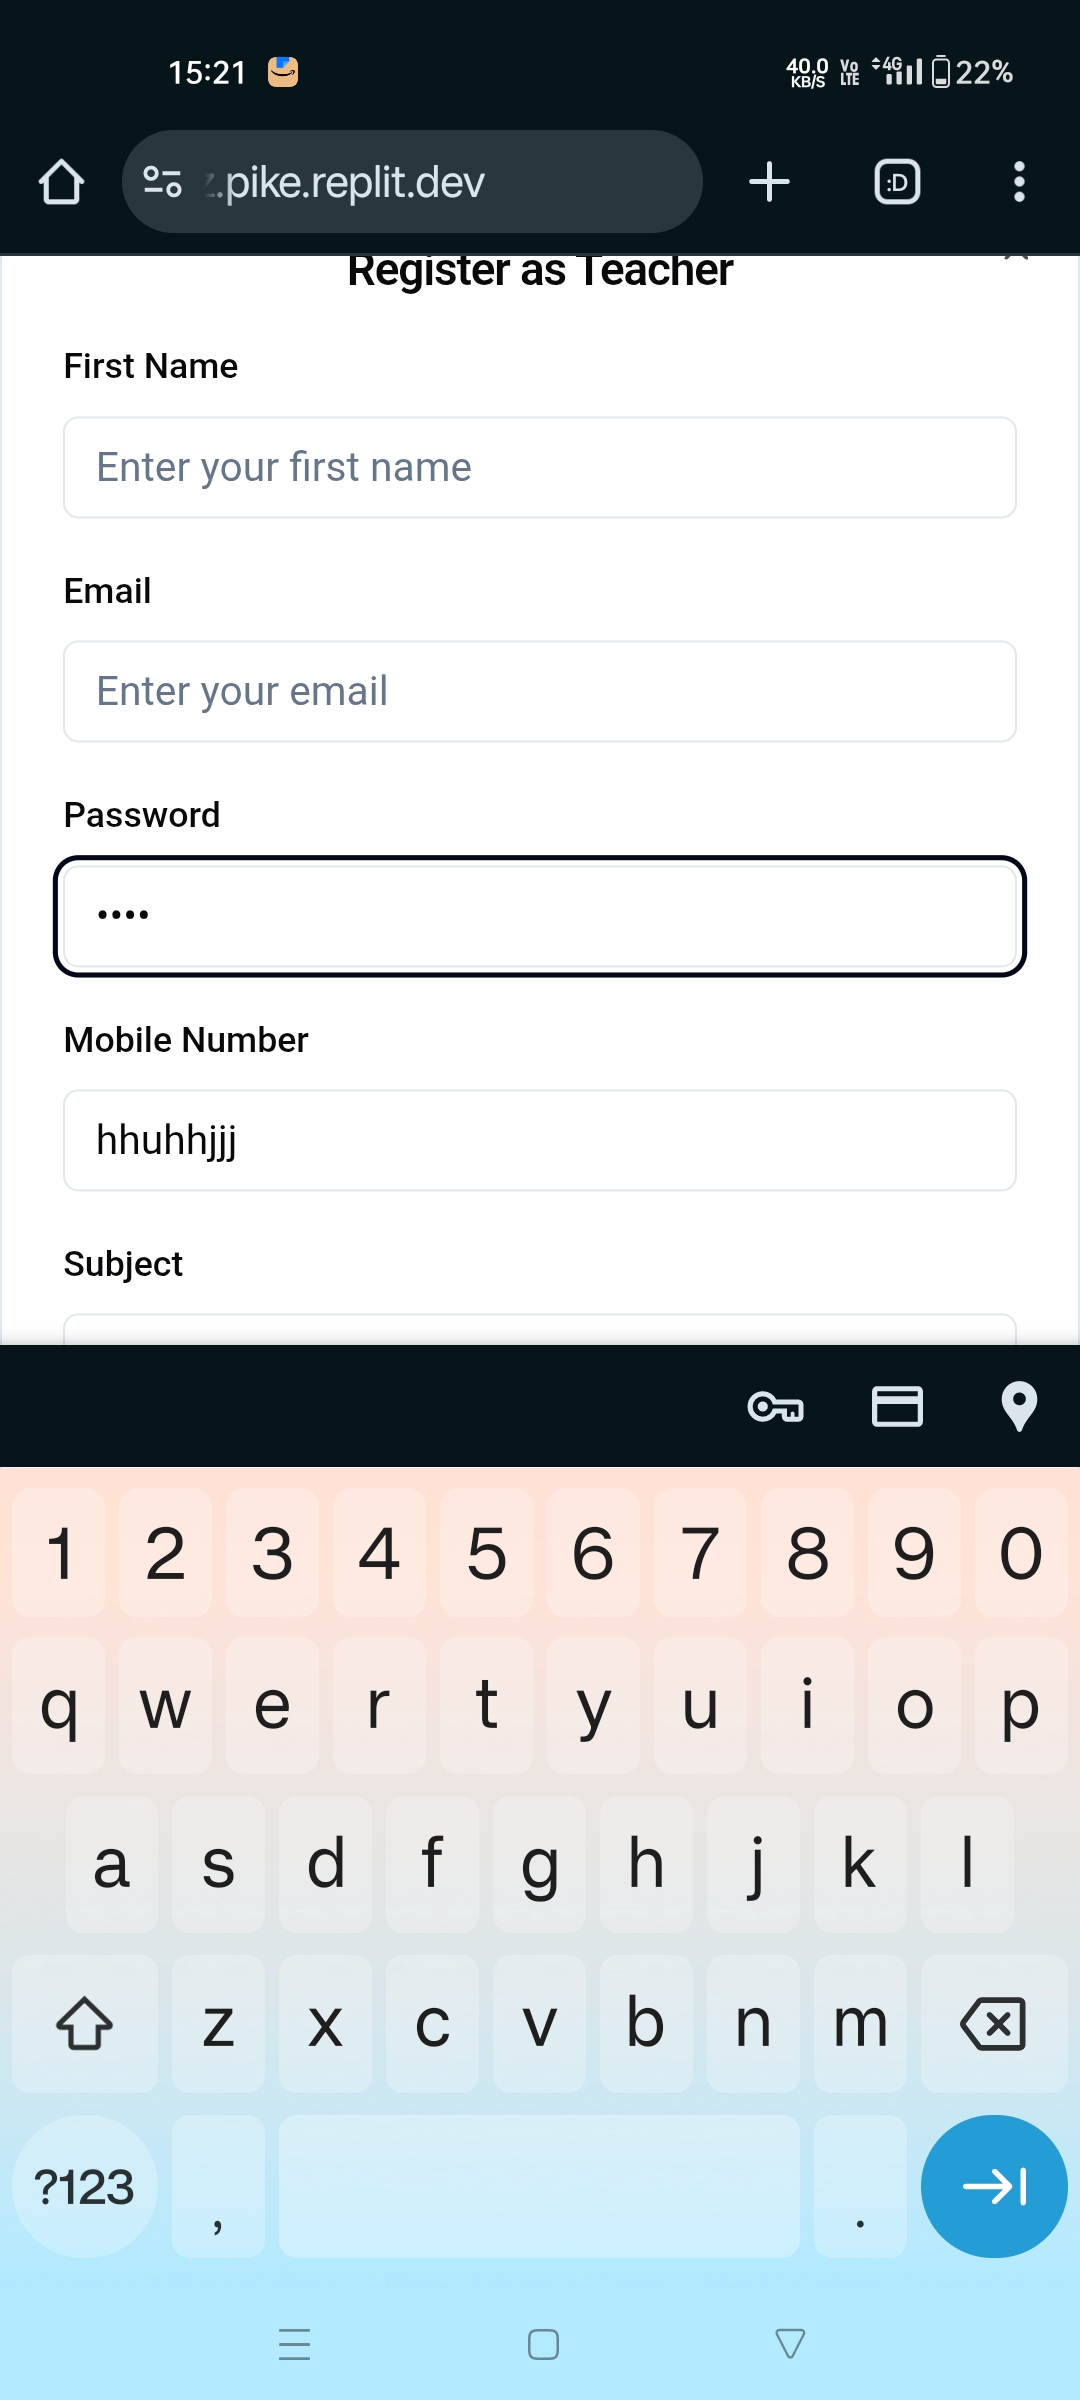 15:21
40.0 KB/S Vo LTE 4G 22%
.pike.replit.dev
:D
Register as Teacher
First Name
Enter your first name
Email
Enter your email
Password
••••
Mobile Number
hhuhhjjj
Subject
1 2 3 4 5 6 7 8 9 0
q w e r t y u i o p
a s d f g h j k l
z x c v b n m
?123 , .